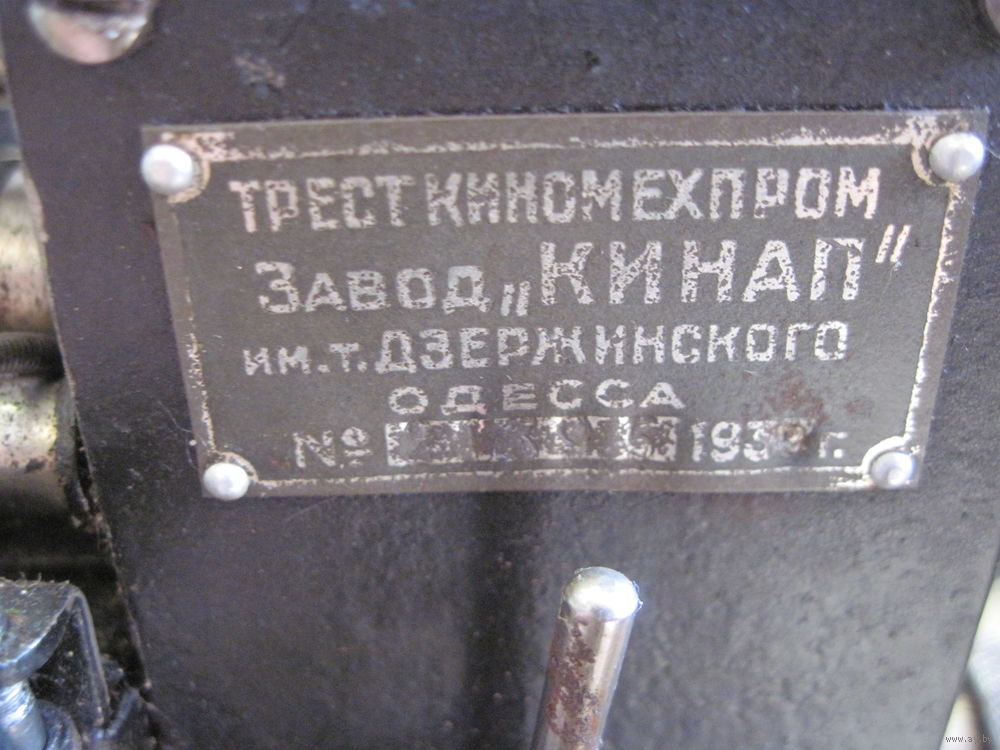 ТРЕСТ КИНОМЕХПРОМ
ЗАВОД „КИНАП"
ИМ. Т. ДЗЕРЖИНСКОГО
ОДЕССА
№ г.